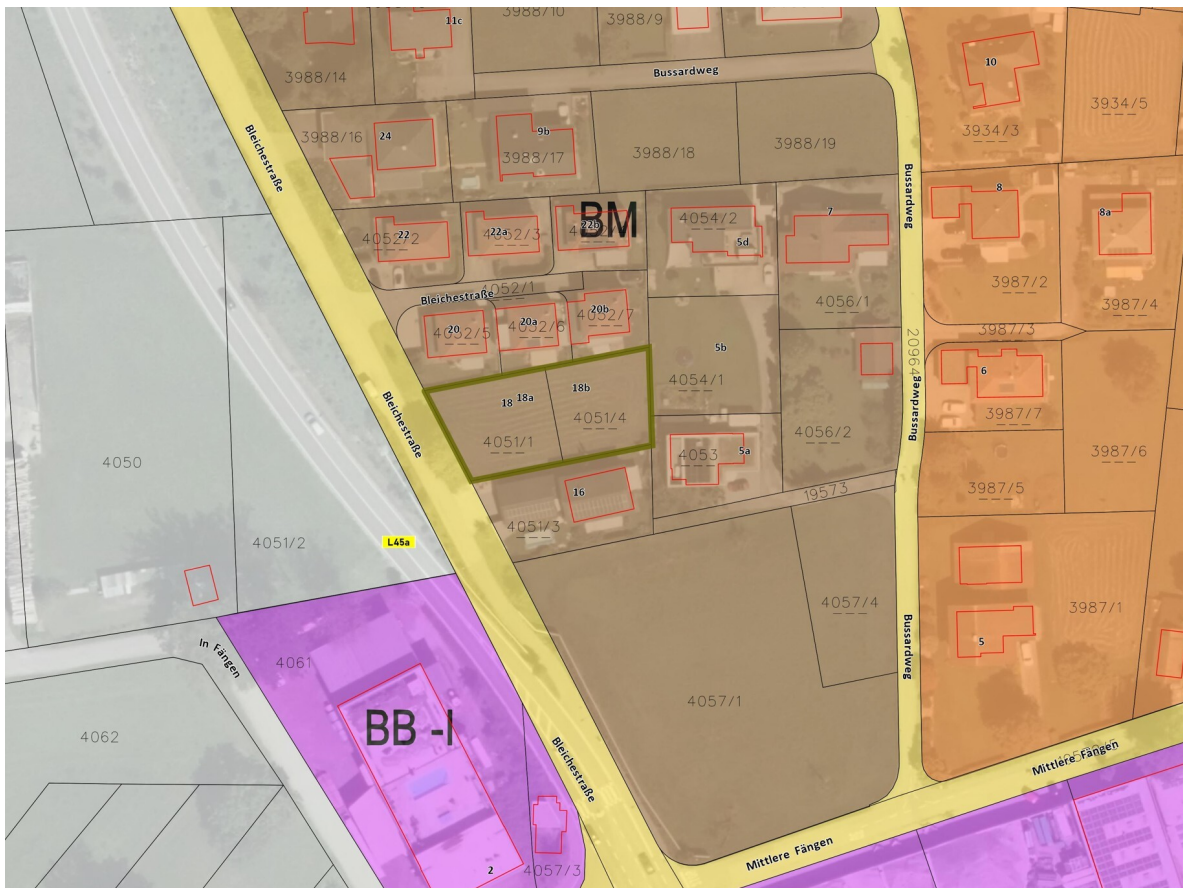 11c
3988/10
3988/9
10
Bussardweg
3988/14
3934/5
3934/3
Bleichestraße
3988/16
24
9b
3988/17
3988/18
3988/19
Bussardweg
8
8a
BM
22
4052/2
22a
4052/3
22b
4054/2
5d
7
3987/2
3987/4
4052/1
Bleichestraße
4056/1
20
4052/5
20a
4052/6
20b
4052/7
3987/3
20964
5b
4054/1
6
3987/7
Bussardweg
18
18a
18b
4051/1
4051/4
Bleichestraße
4056/2
4053
5a
3987/6
4050
16
19573
3987/5
4051/3
4051/2
L45a
4057/4
3987/1
5
Bussardweg
In Fängen
4061
4057/1
BB -I
4062
Bleichestraße
Mittlere Fängen
Mittlere Fängen
2
4057/3